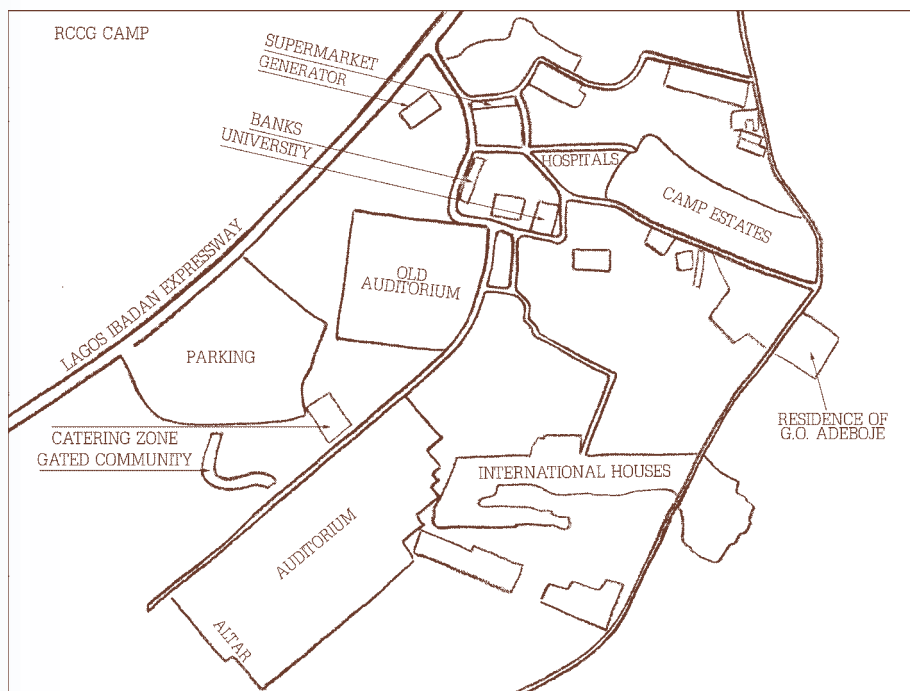 RCCG CAMP
SUPERMARKET
GENERATOR
BANKS
UNIVERSITY
HOSPITALS
CAMP ESTATES
LAGOS IBADAN EXPRESSWAY
OLD
AUDITORIUM
PARKING
RESIDENCE OF
G.O. ADEBOJE
CATERING ZONE
GATED COMMUNITY
INTERNATIONAL HOUSES
AUDITORIUM
ALTAR